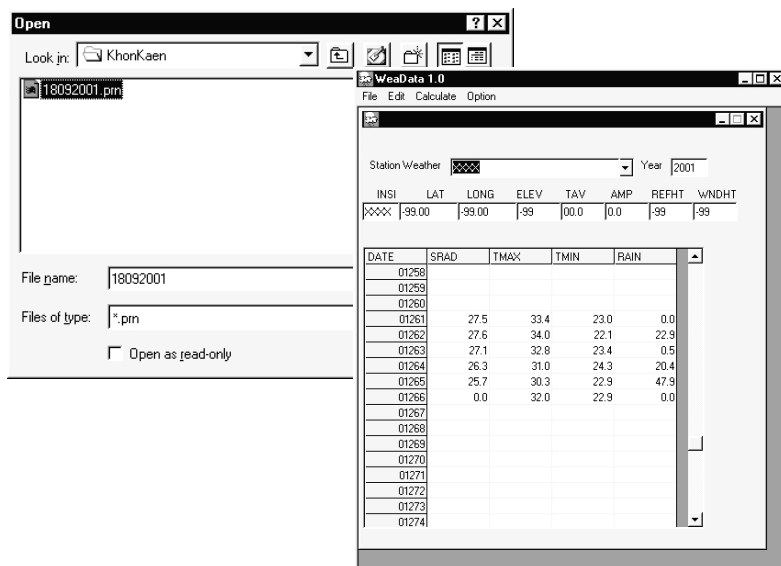 Open
Look in: KhonKaen
18092001.prn
File name: 18092001
Files of type: *.prn
Open as read-only
WeaData 1.0
File Edit Calculate Option
Station Weather XXXX Year 2001
INSI LAT LONG ELEV TAV AMP REFHT WNDHT
XXXX -99.00 -99.00 -99 00.0 0.0 -99 -99
DATE SRAD TMAX TMIN RAIN
01258
01259
01260
01261 27.5 33.4 23.0 0.0
01262 27.6 34.0 22.1 22.9
01263 27.1 32.8 23.4 0.5
01264 26.3 31.0 24.3 20.4
01265 25.7 30.3 22.9 47.9
01266 0.0 32.0 22.9 0.0
01267
01268
01269
01270
01271
01272
01273
01274